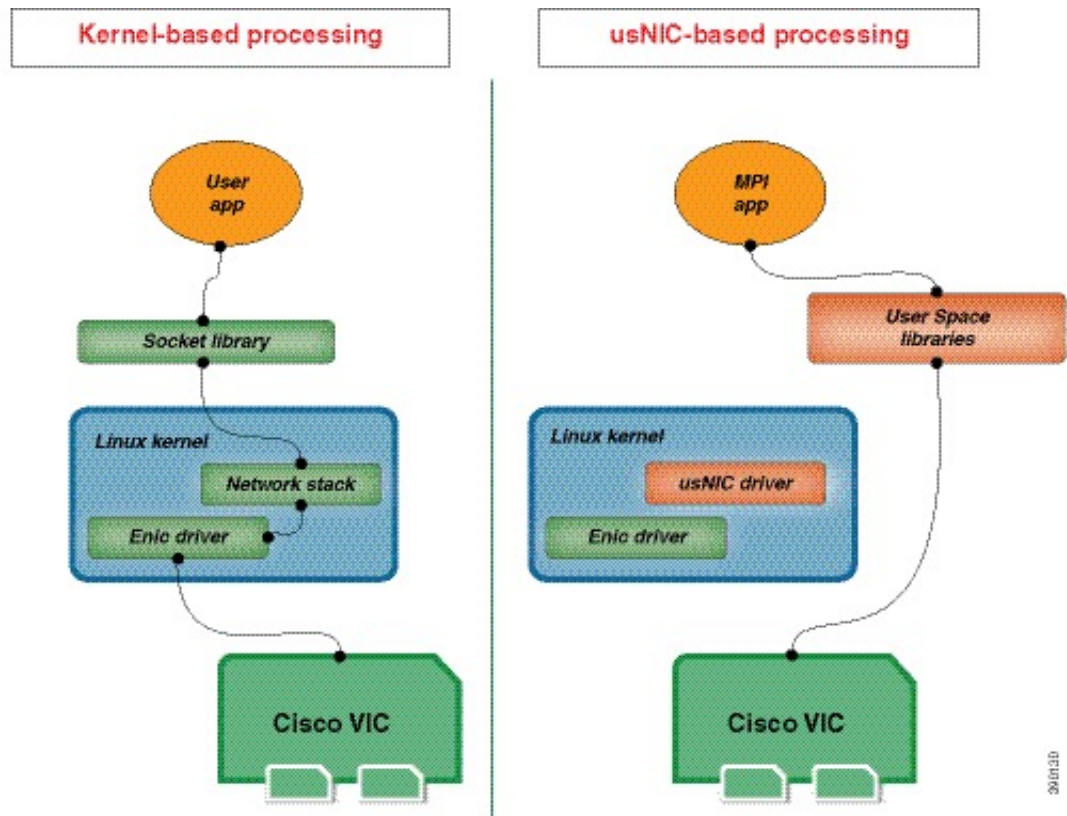 Kernel-based processing
usNIC-based processing
User
app
Socket library
Linux kernel
Network stack
Enic driver
Cisco VIC
MPI
app
User Space
libraries
Linux kernel
usNIC driver
Enic driver
Cisco VIC